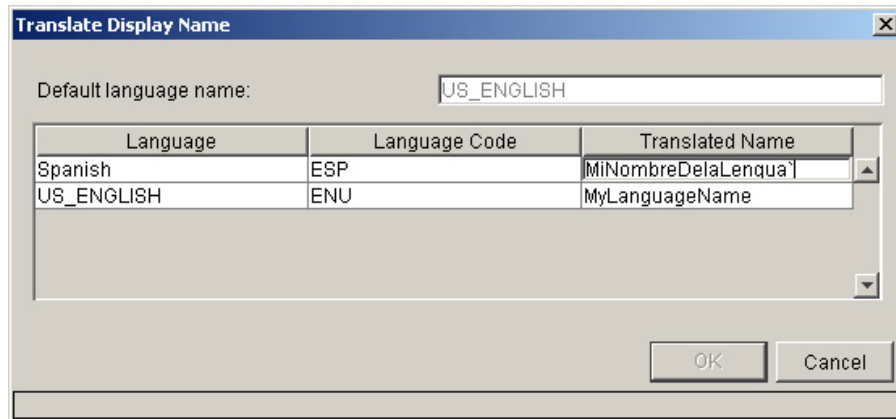 Translate Display Name
Default language name: US_ENGLISH
Language Language Code Translated Name
Spanish ESP MiNombreDelaLenqua`
US_ENGLISH ENU MyLanguageName
OK Cancel